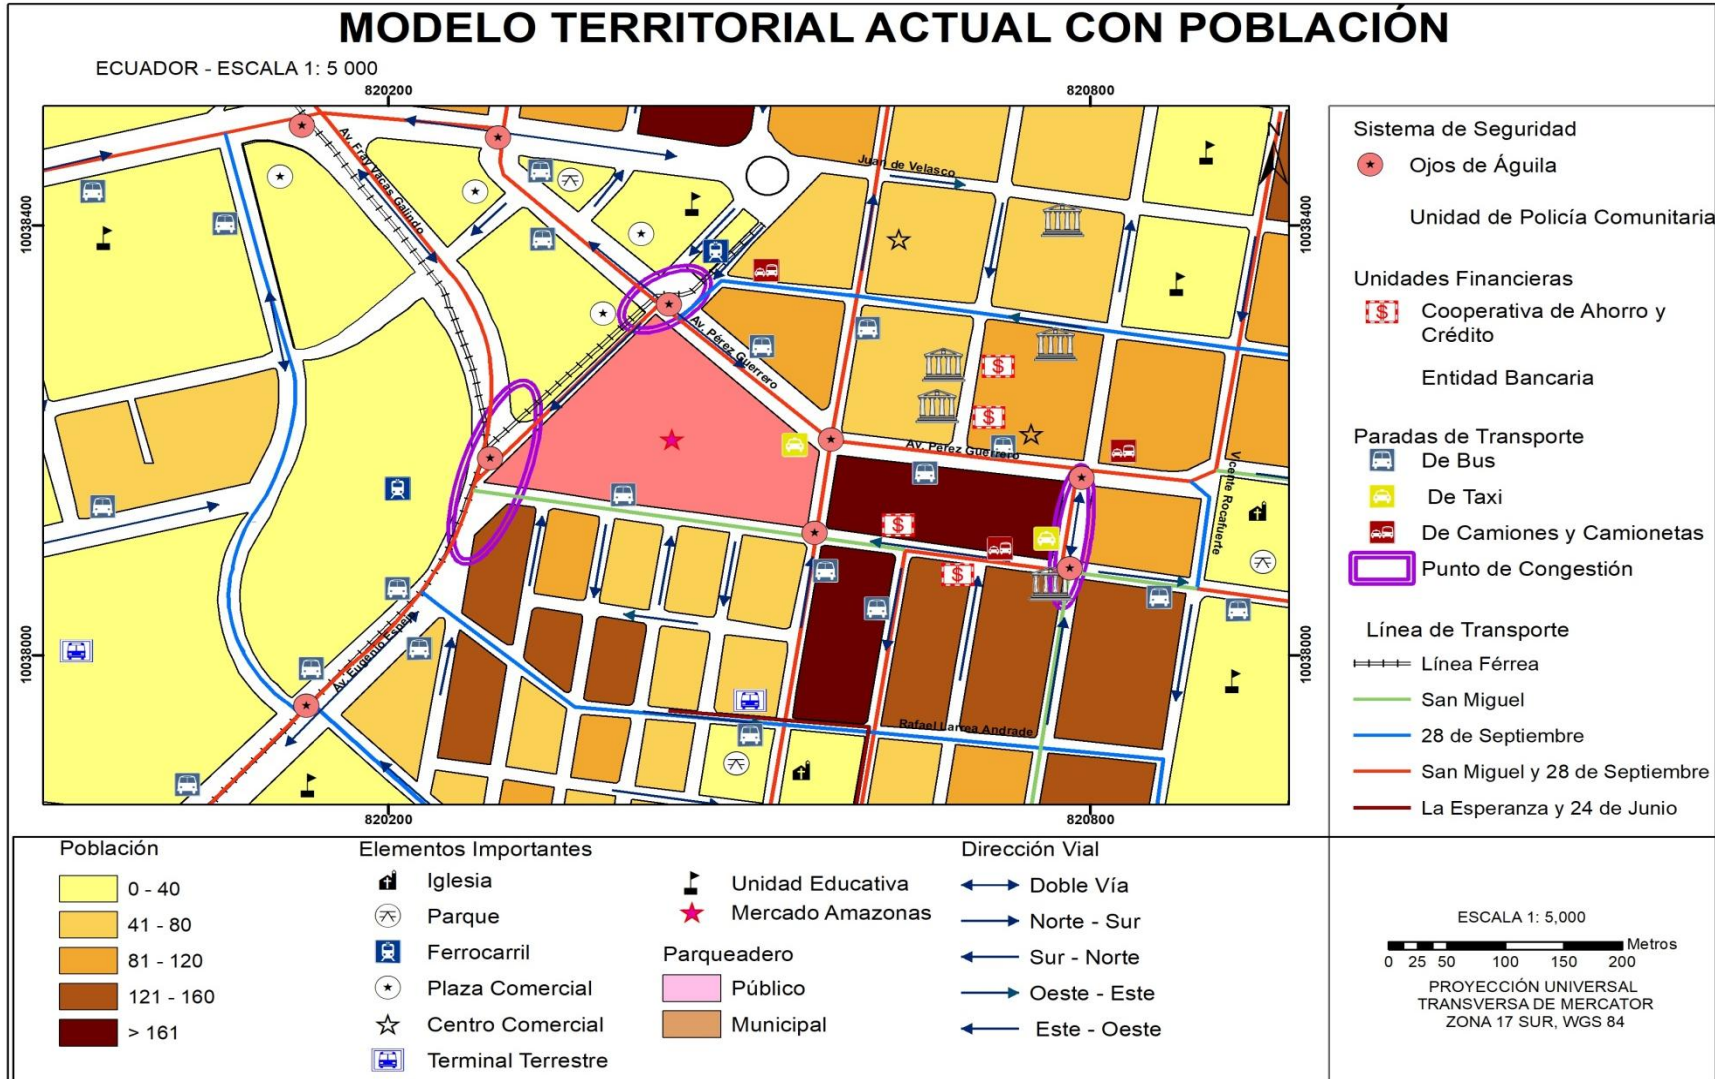 MODELO TERRITORIAL ACTUAL CON POBLACIÓN
ECUADOR - ESCALA 1: 5 000
820200
820800
10038400
10038400
10038000
10038000
820200
820800
N
Av. Fray Vacas Galindo
Juan de Velasco
Av. Pérez Guerrero
Av. Pérez Guerrero
Vicente Rocafuerte
Av. Eugenio Espejo
Rafael Larrea Andrade
Sistema de Seguridad
Ojos de Águila
Unidad de Policía Comunitaria
Unidades Financieras
$ Cooperativa de Ahorro y
Crédito
Entidad Bancaria
Paradas de Transporte
De Bus
De Taxi
De Camiones y Camionetas
Punto de Congestión
Línea de Transporte
Línea Férrea
San Miguel
28 de Septiembre
San Miguel y 28 de Septiembre
La Esperanza y 24 de Junio
Población
0 - 40
41 - 80
81 - 120
121 - 160
> 161
Elementos Importantes
Iglesia
Parque
Ferrocarril
Plaza Comercial
Centro Comercial
Terminal Terrestre
Unidad Educativa
Mercado Amazonas
Parqueadero
Público
Municipal
Dirección Vial
Doble Vía
Norte - Sur
Sur - Norte
Oeste - Este
Este - Oeste
ESCALA 1: 5,000
Metros
0 25 50 100 150 200
PROYECCIÓN UNIVERSAL
TRANSVERSA DE MERCATOR
ZONA 17 SUR, WGS 84